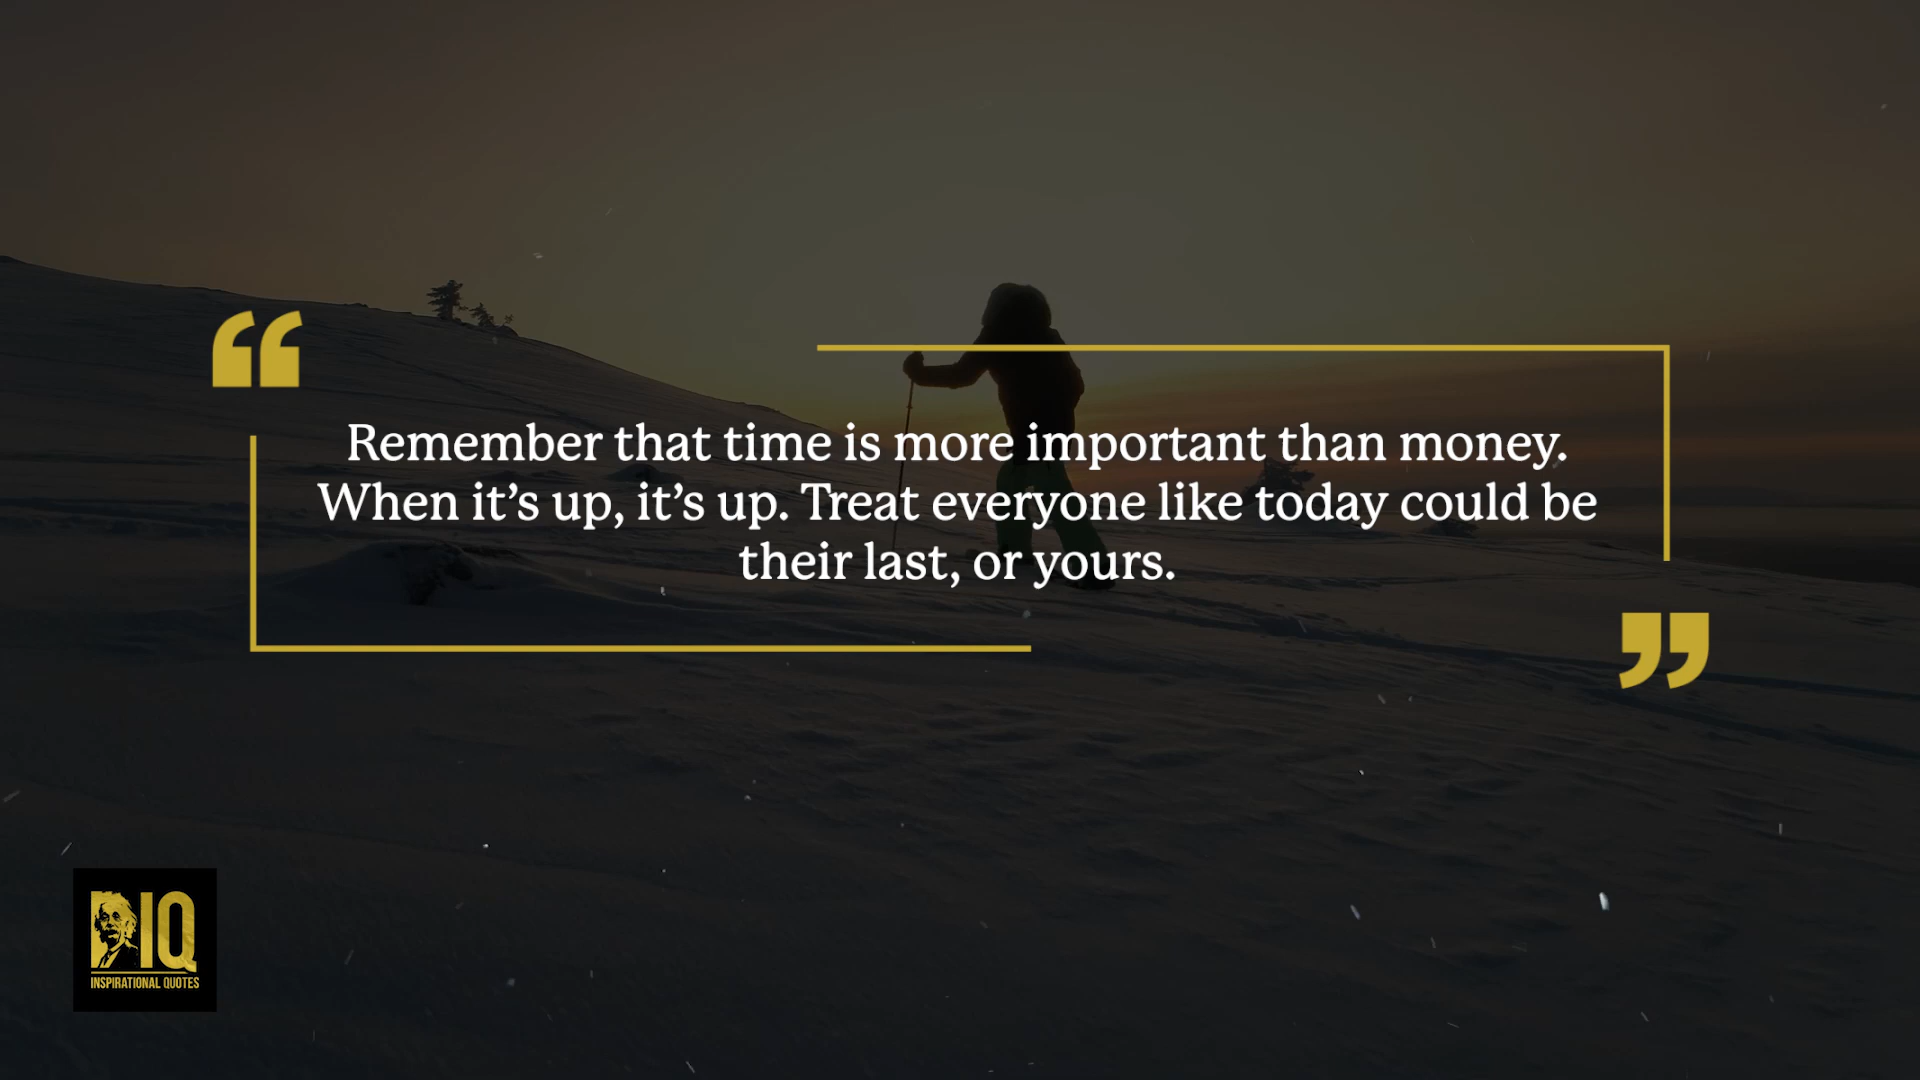 “
Remember that time is more important than money.
When it’s up, it’s up. Treat everyone like today could be
their last, or yours.
”
IQ
INSPIRATIONAL QUOTES